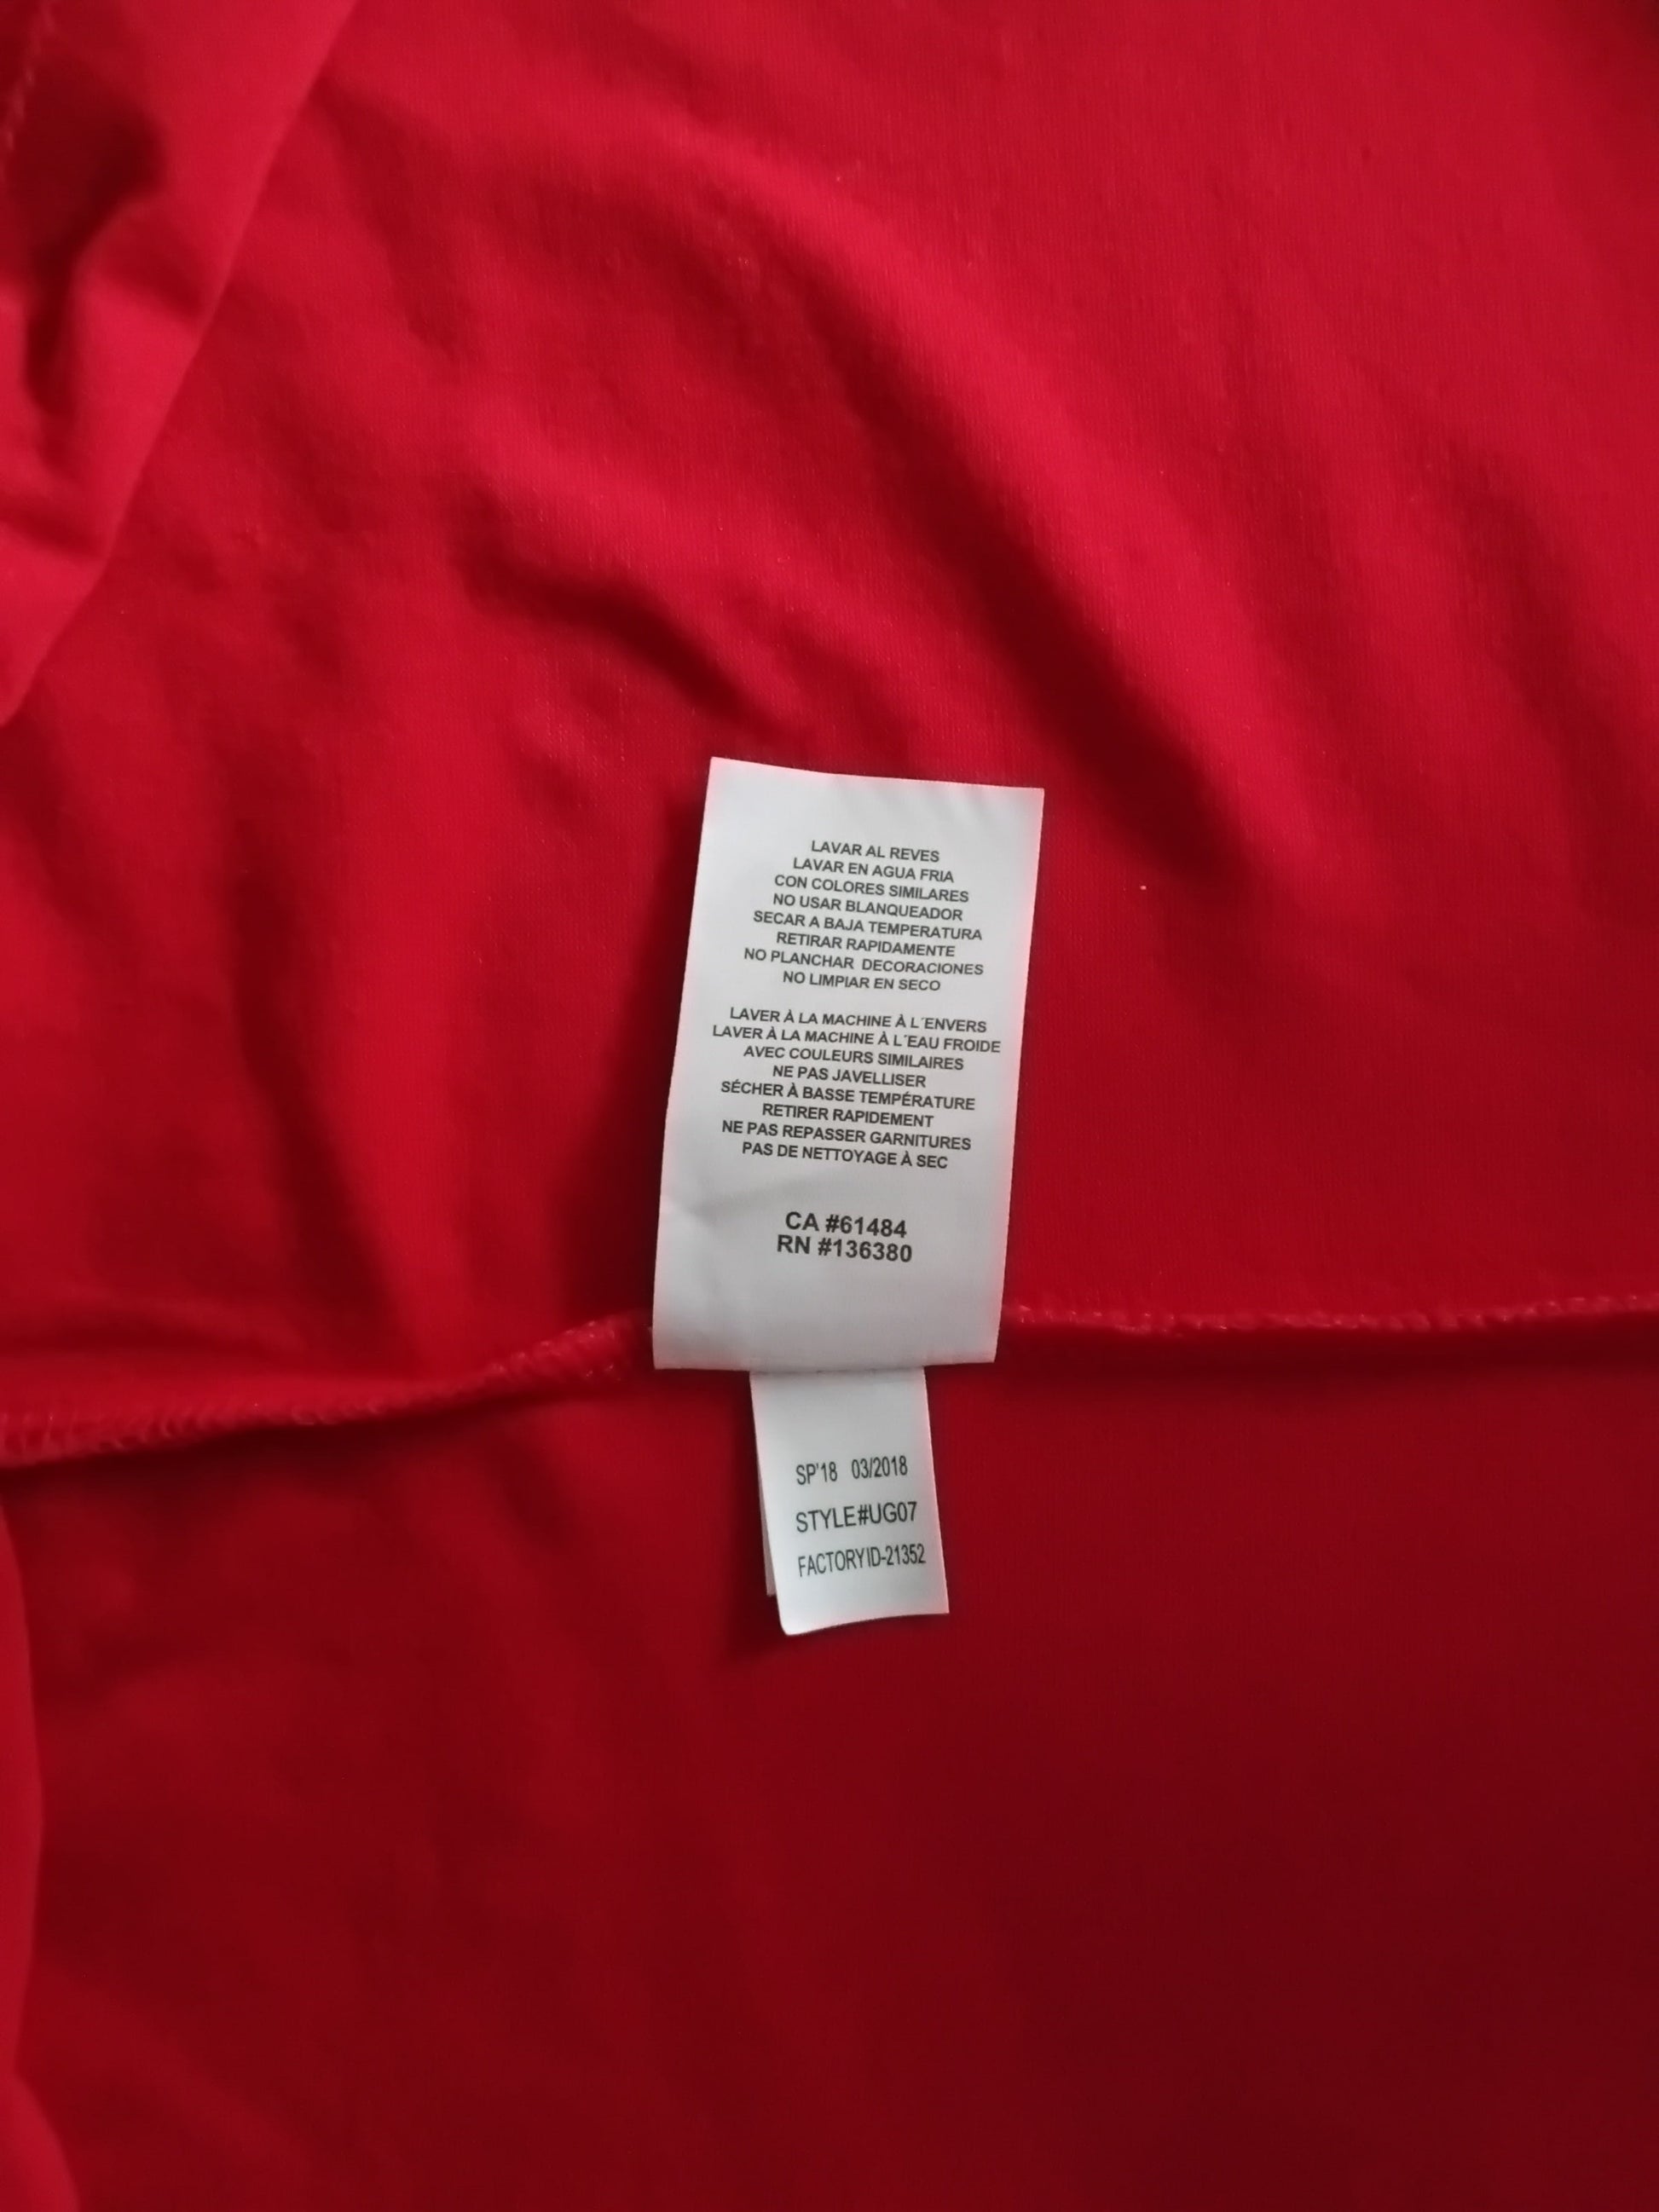 LAVAR AL REVES
LAVAR EN AGUA FRIA
CON COLORES SIMILARES
NO USAR BLANQUEADOR
SECAR A BAJA TEMPERATURA
RETIRAR RAPIDAMENTE
NO PLANCHAR DECORACIONES
NO LIMPIAR EN SECO
LAVER À LA MACHINE À L´ENVERS
LAVER À LA MACHINE À L´EAU FROIDE
AVEC COULEURS SIMILAIRES
NE PAS JAVELLISER
SÉCHER À BASSE TEMPÉRATURE
RETIRER RAPIDEMENT
NE PAS REPASSER GARNITURES
PAS DE NETTOYAGE À SEC
CA #61484
RN #136380
SP'18 03/2018
STYLE#UG07
FACTORY ID-21352